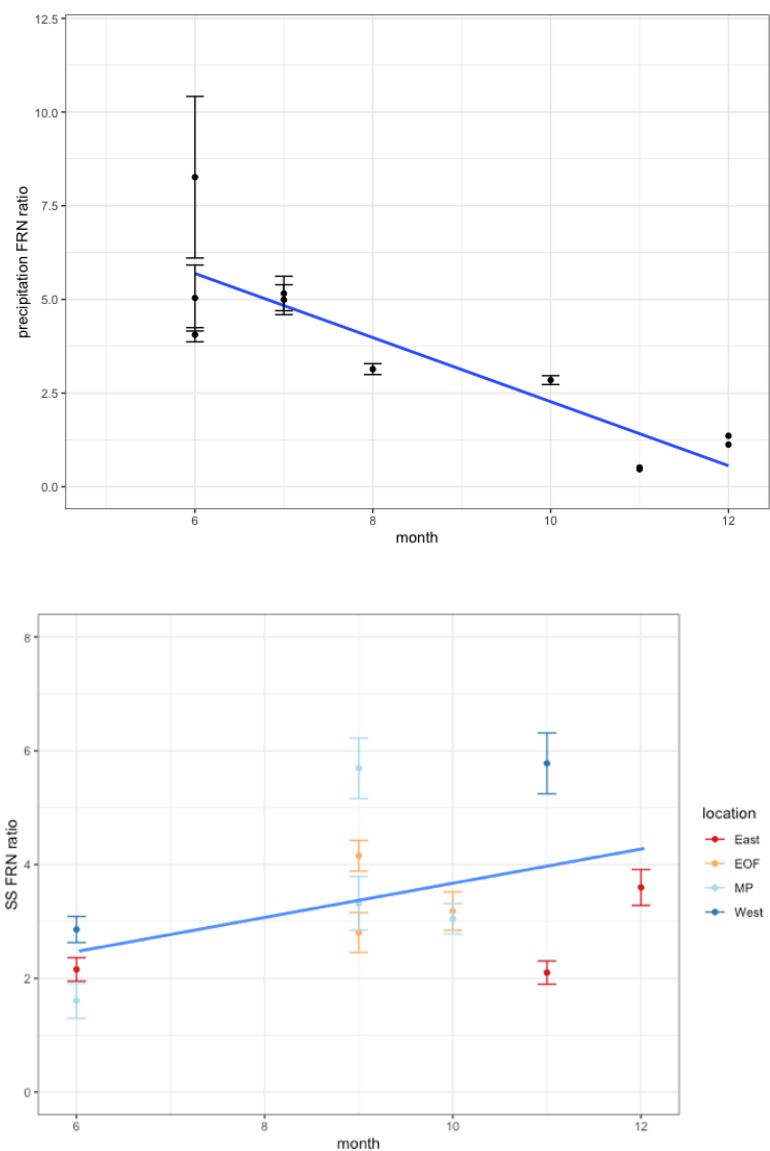 12.5
10.0
7.5
5.0
2.5
0.0
precipitation FRN ratio
6 8 10 12
month
8
6
4
2
0
SS FRN ratio
6 8 10 12
month
location
East
EOF
MP
West